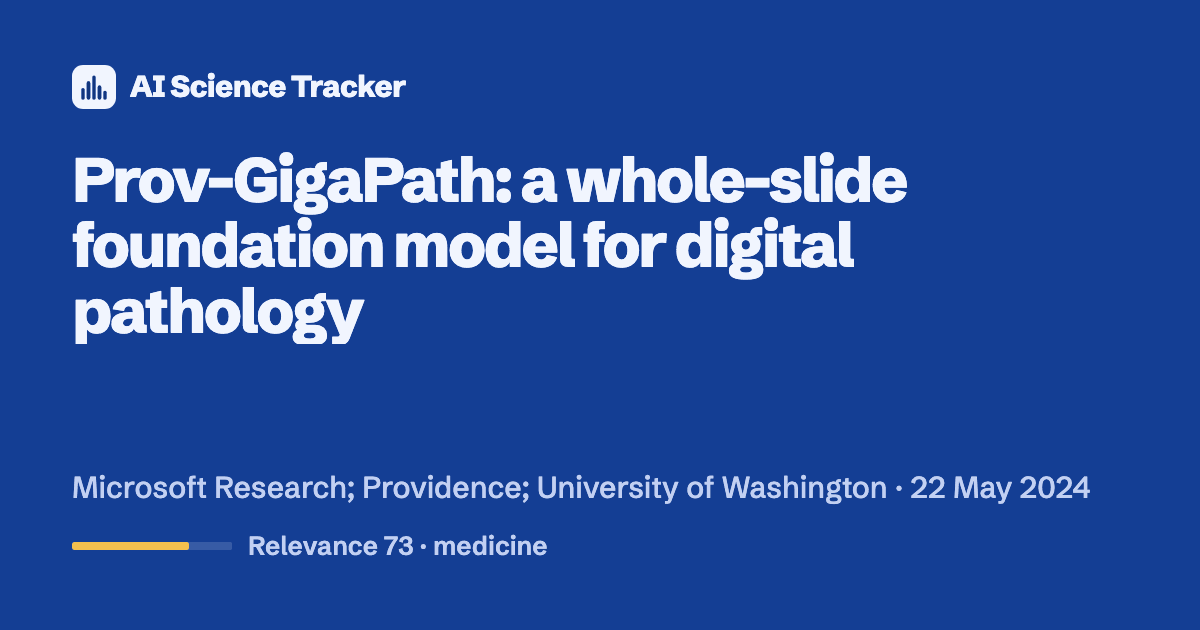 AI Science Tracker
Prov-GigaPath: a whole-slide
foundation model for digital
pathology
Microsoft Research; Providence; University of Washington · 22 May 2024
Relevance 73 · medicine